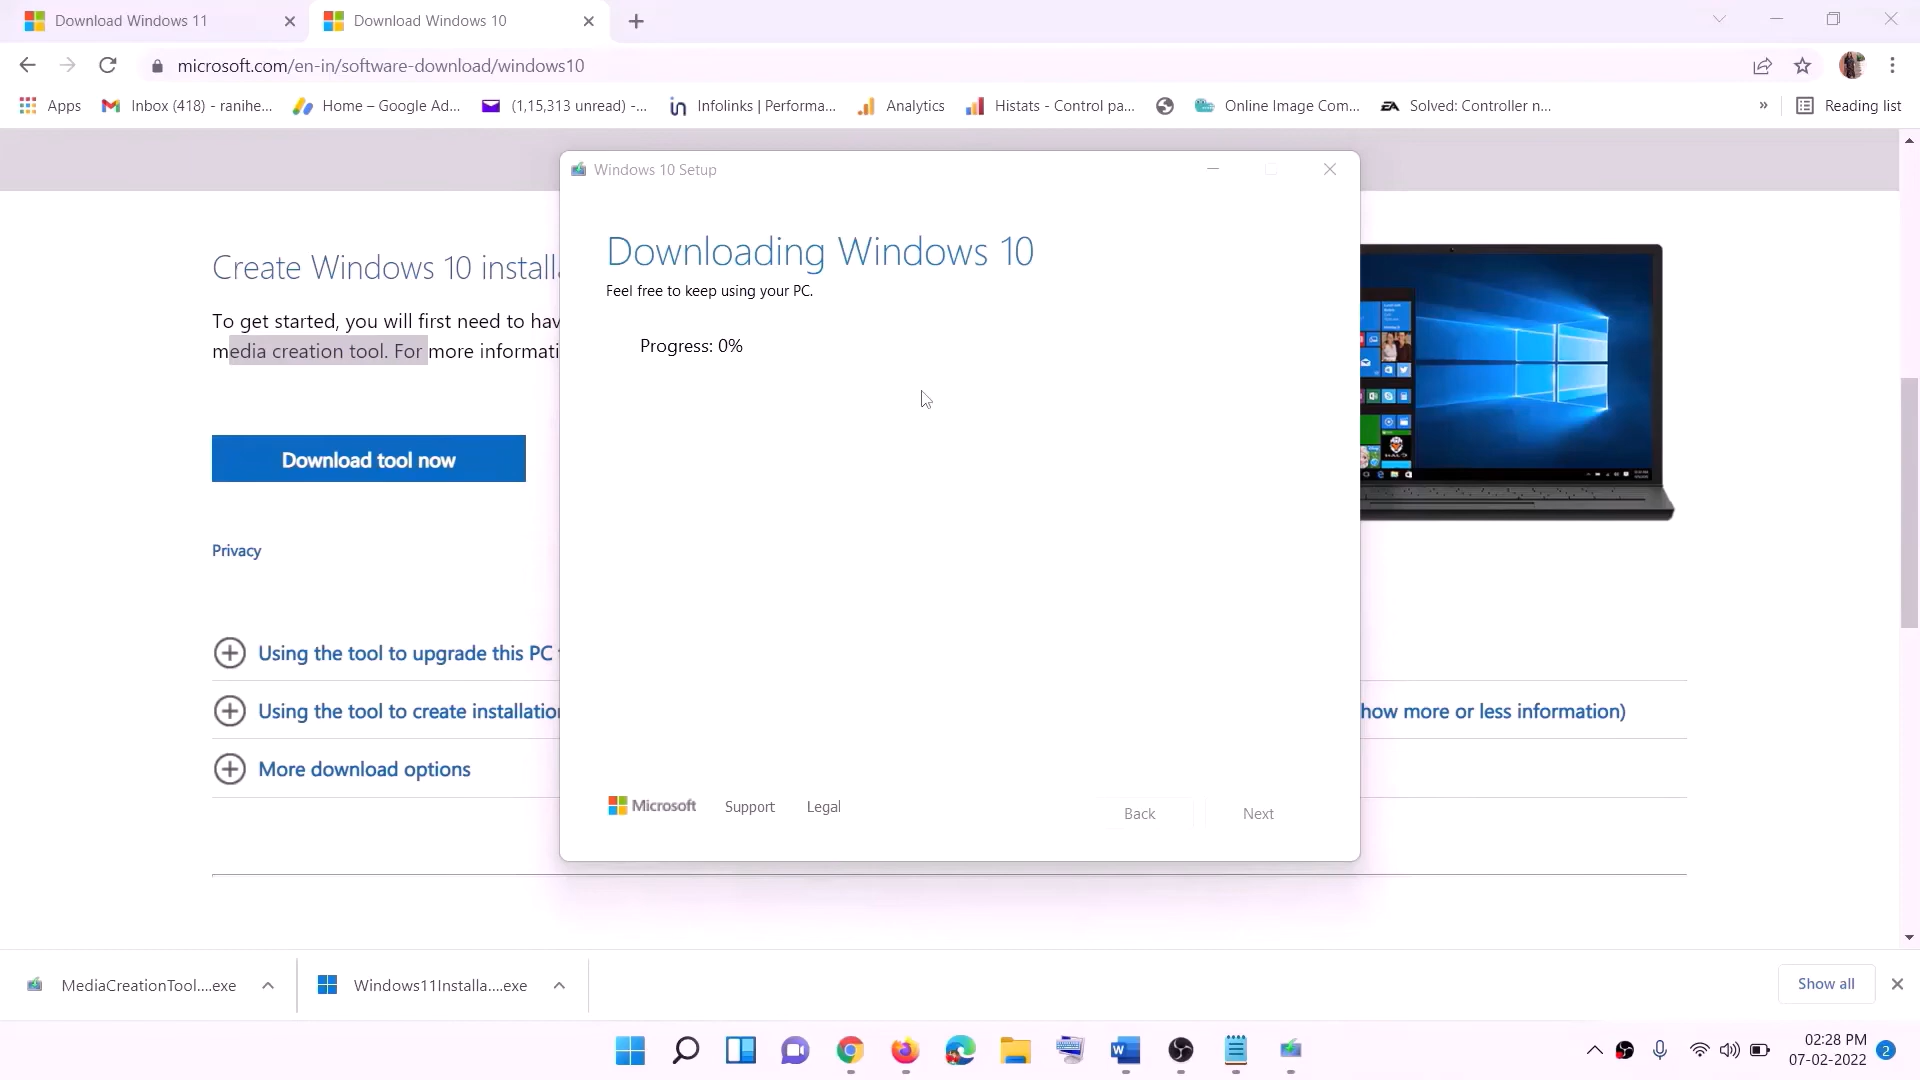 Download Windows 11
Download Windows 10
microsoft.com/en-in/software-download/windows10
Apps
Inbox (418) - ranihe...
Home – Google Ad...
(1,15,313 unread) -...
Infolinks | Performa...
Analytics
Histats - Control pa...
Online Image Com...
EA
Solved: Controller n...
»
Reading list
Windows 10 Setup
Downloading Windows 10
Feel free to keep using your PC.
Progress: 0%
Create Windows 10 installa
To get started, you will first need to hav
media creation tool. For more informati
Download tool now
Privacy
Using the tool to upgrade this PC
Using the tool to create installation
how more or less information)
More download options
Microsoft
Support
Legal
Back
Next
MediaCreationTool....exe
Windows11Installa....exe
Show all
02:28 PM
07-02-2022
2